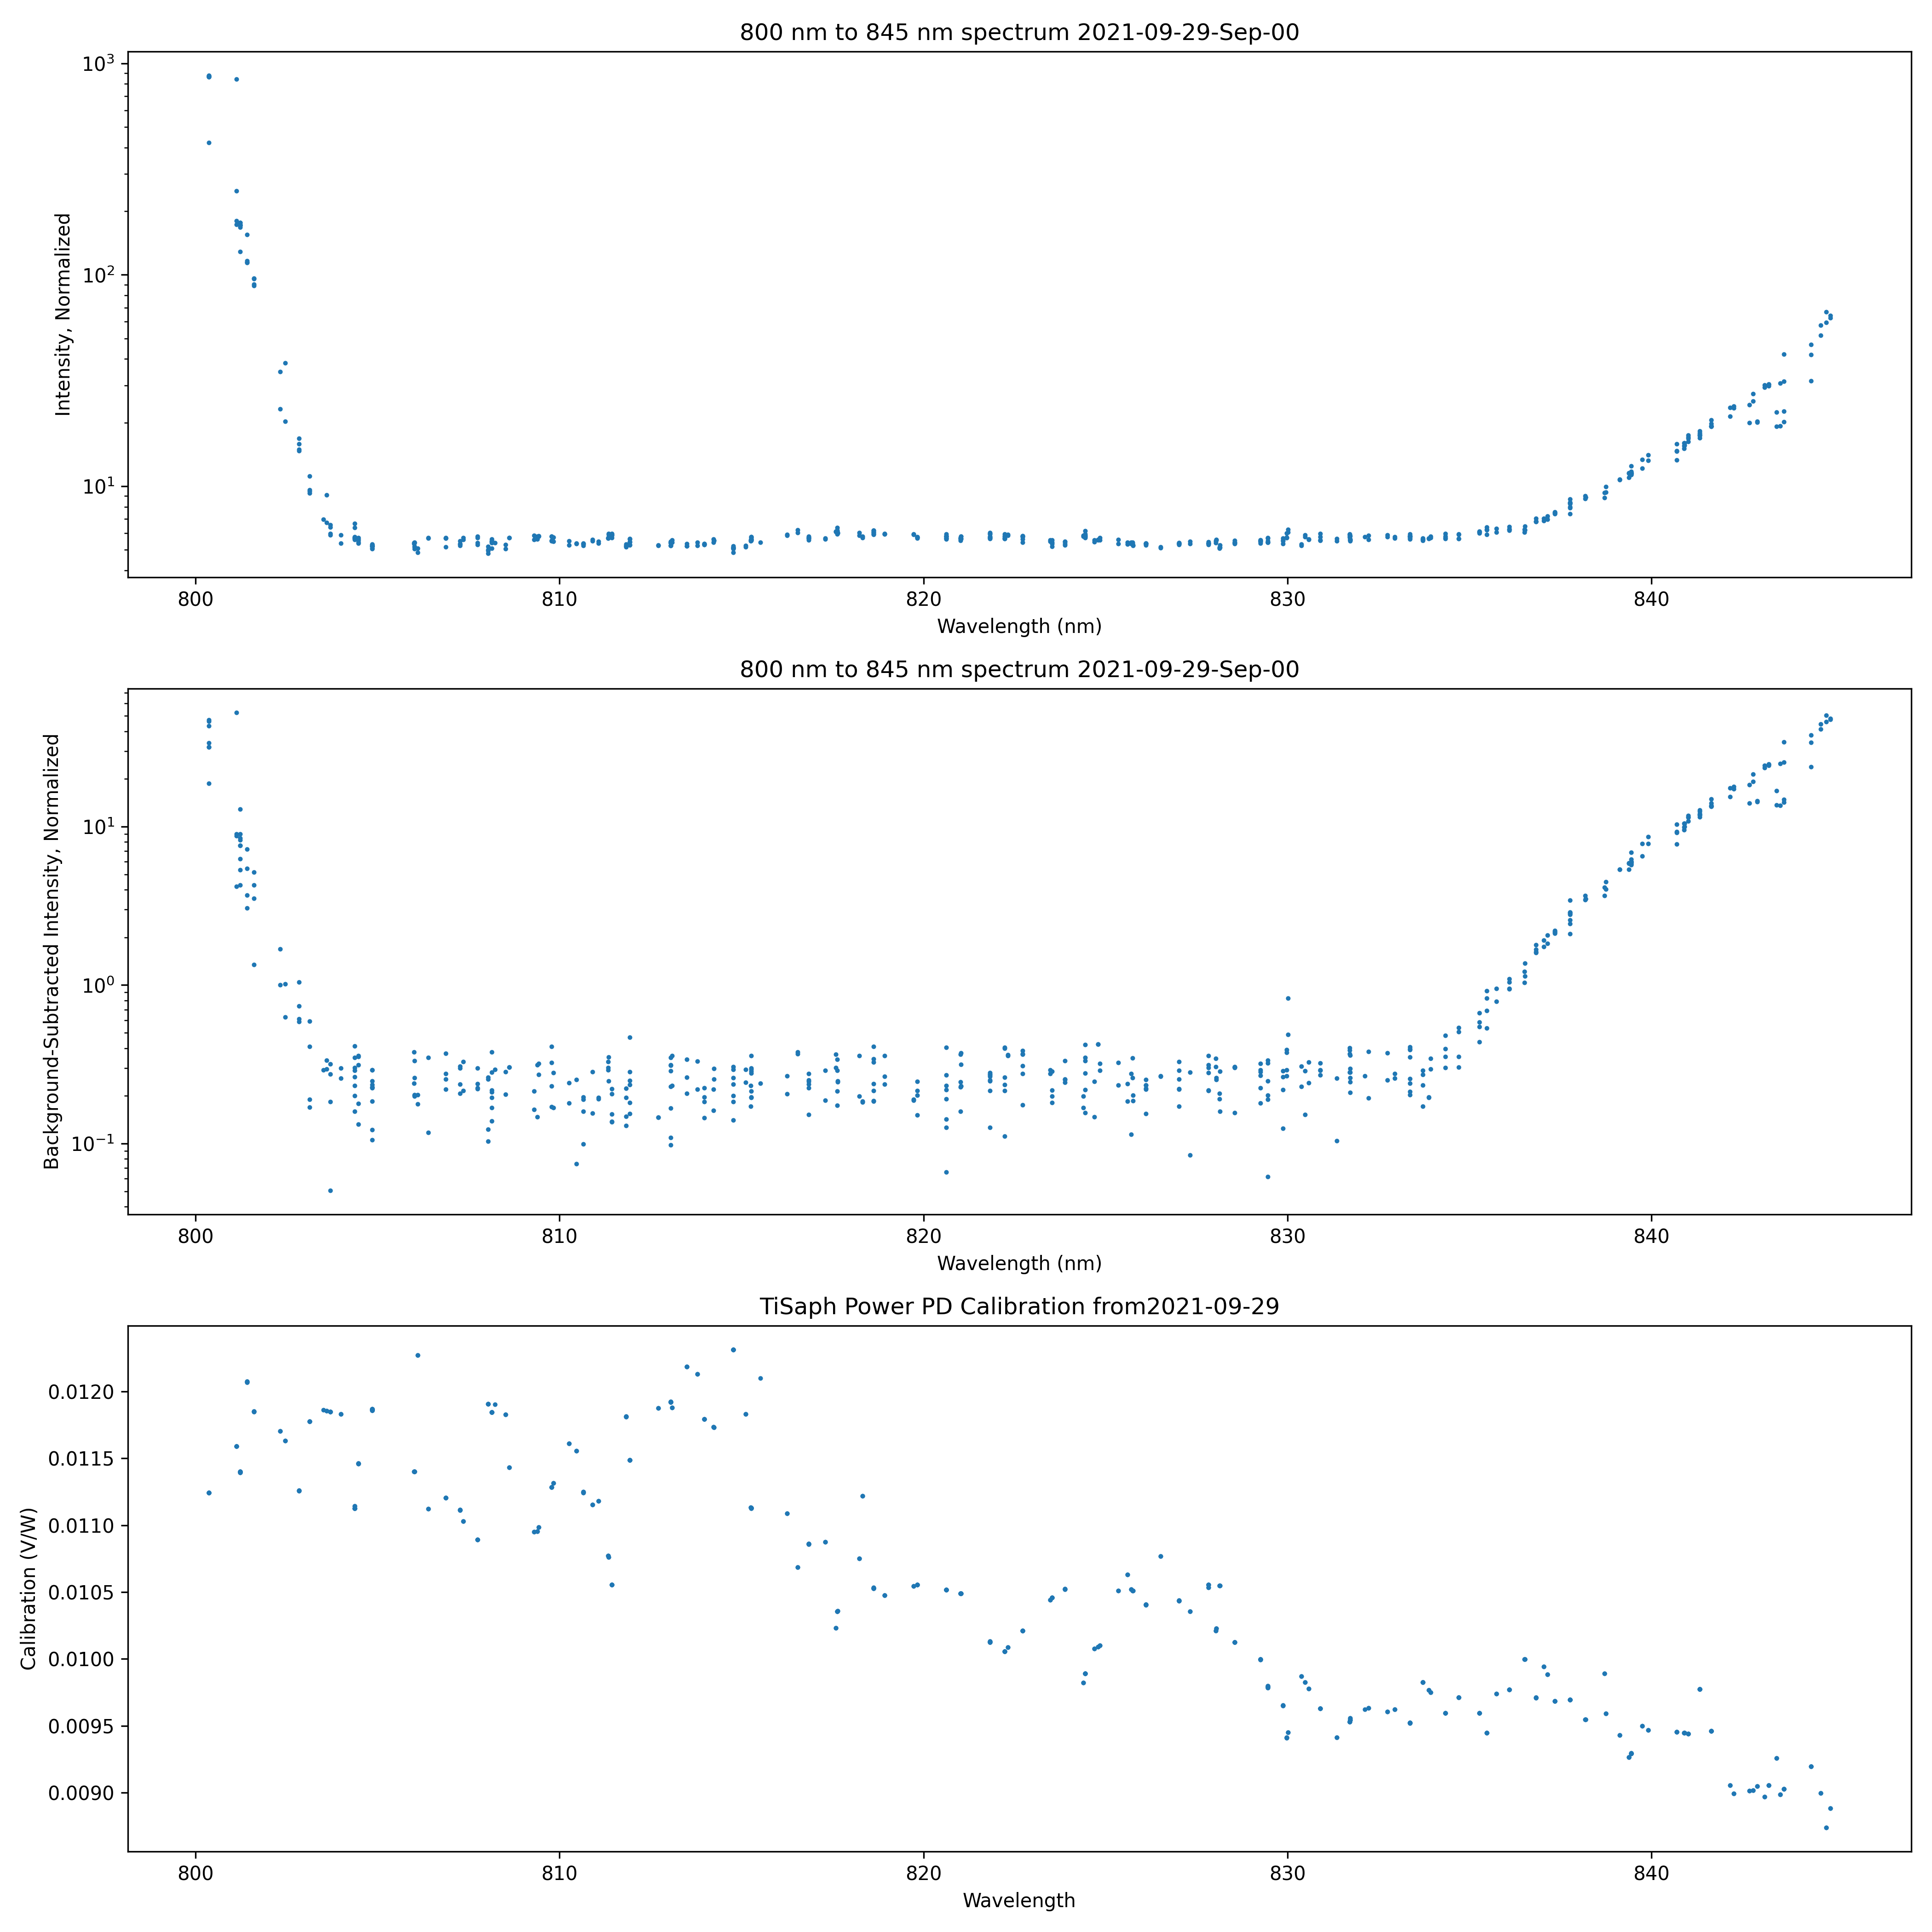 800 nm to 845 nm spectrum 2021-09-29-Sep-00
Intensity, Normalized
10³
10²
10¹
800 810 820 830 840
Wavelength (nm)
800 nm to 845 nm spectrum 2021-09-29-Sep-00
Background-Subtracted Intensity, Normalized
10¹
10⁰
10⁻¹
800 810 820 830 840
Wavelength (nm)
TiSaph Power PD Calibration from2021-09-29
Calibration (V/W)
0.0120
0.0115
0.0110
0.0105
0.0100
0.0095
0.0090
800 810 820 830 840
Wavelength